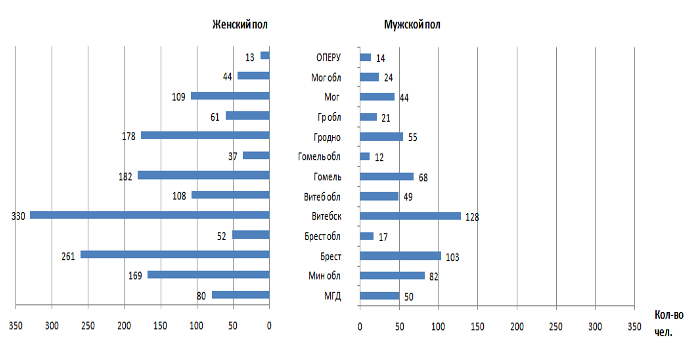 Женский пол Мужской пол
13 ОПЕРУ 14
44 Мог обл 24
109 Мог 44
61 Гр обл 21
178 Гродно 55
37 Гомель обл 12
182 Гомель 68
108 Витеб обл 49
330 Витебск 128
52 Брест обл 17
261 Брест 103
169 Мин обл 82
80 МГД 50
350 300 250 200 150 100 50 0 0 50 100 150 200 250 300 350
Кол-во
чел.